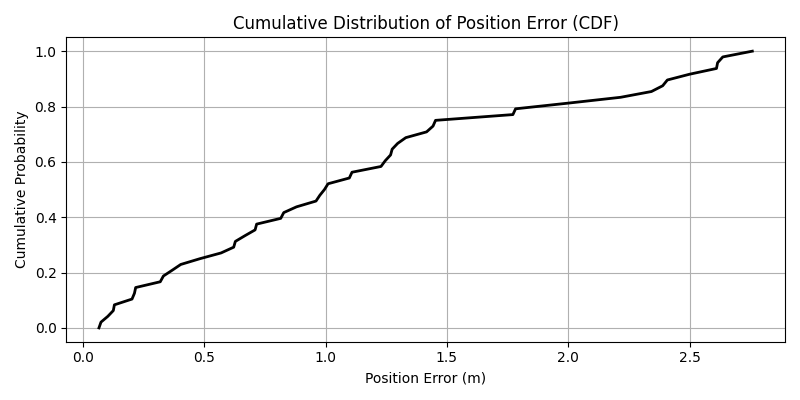 Cumulative Distribution of Position Error (CDF)
Cumulative Probability
1.0
0.8
0.6
0.4
0.2
0.0
0.0 0.5 1.0 1.5 2.0 2.5
Position Error (m)